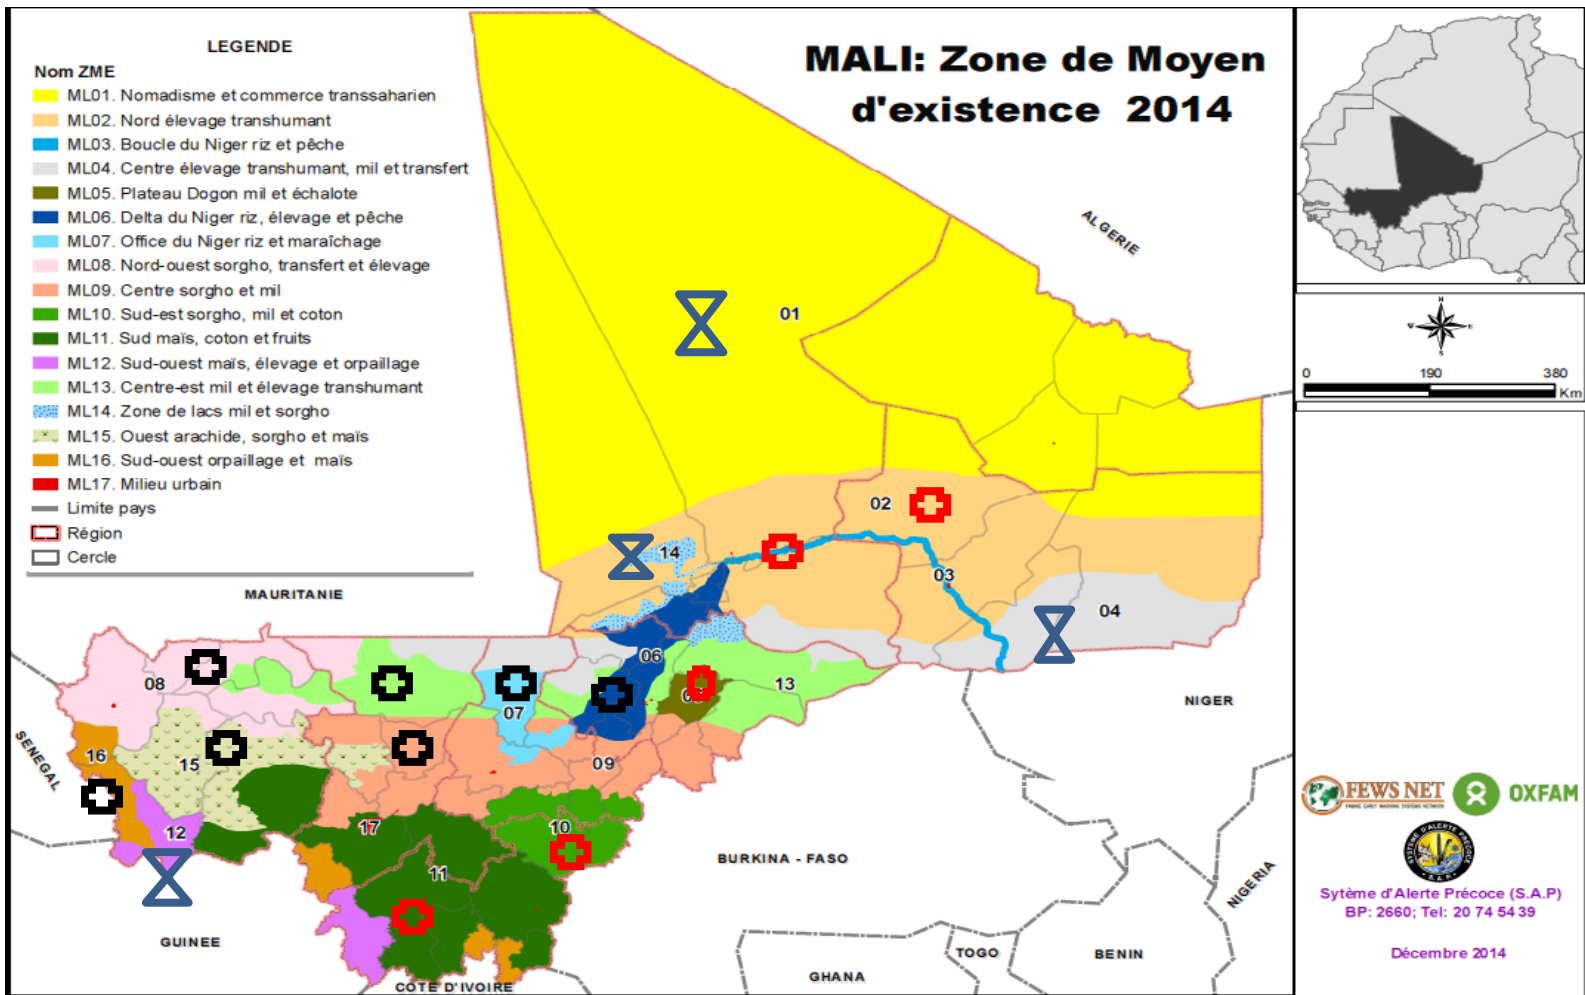 LEGENDE
Nom ZME
ML01. Nomadisme et commerce transsaharien
ML02. Nord élevage transhumant
ML03. Boucle du Niger riz et pêche
ML04. Centre élevage transhumant, mil et transfert
ML05. Plateau Dogon mil et échalote
ML06. Delta du Niger riz, élevage et pêche
ML07. Office du Niger riz et maraîchage
ML08. Nord-ouest sorgho, transfert et élevage
ML09. Centre sorgho et mil
ML10. Sud-est sorgho, mil et coton
ML11. Sud maïs, coton et fruits
ML12. Sud-ouest maïs, élevage et orpaillage
ML13. Centre-est mil et élevage transhumant
ML14. Zone de lacs mil et sorgho
ML15. Ouest arachide, sorgho et maïs
ML16. Sud-ouest orpaillage et maïs
ML17. Milieu urbain
Limite pays
Région
Cercle
MALI: Zone de Moyen
d'existence 2014
ALGERIE
01
02
14
03
04
MAURITANIE
06
08
13
07
NIGER
SENEGAL
16
15
09
12
17
10
11
BURKINA - FASO
GUINEE
NIGERIA
TOGO
BENIN
GHANA
COTE D'IVOIRE
N
W
E
S
0 190 380
Km
FEWS NET
FAMINE EARLY WARNING SYSTEMS NETWORK
OXFAM
SYSTÈME D'ALERTE PRÉCOCE
S.A.P
Sytème d'Alerte Précoce (S.A.P)
BP: 2660; Tel: 20 74 54 39
Décembre 2014